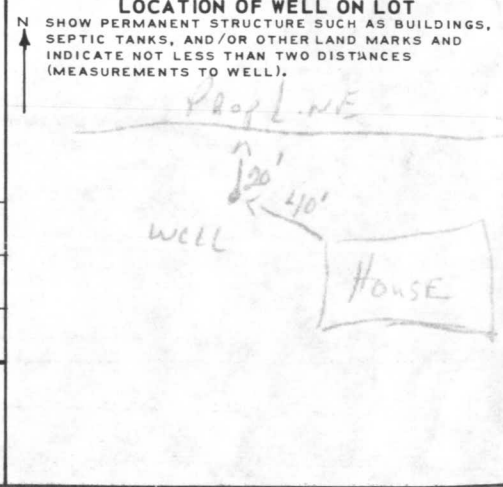 LOCATION OF WELL ON LOT
N SHOW PERMANENT STRUCTURE SUCH AS BUILDINGS,
SEPTIC TANKS, AND/OR OTHER LAND MARKS AND
INDICATE NOT LESS THAN TWO DISTANCES
(MEASUREMENTS TO WELL).
PROP LINE
20'
40'
WELL
HOUSE